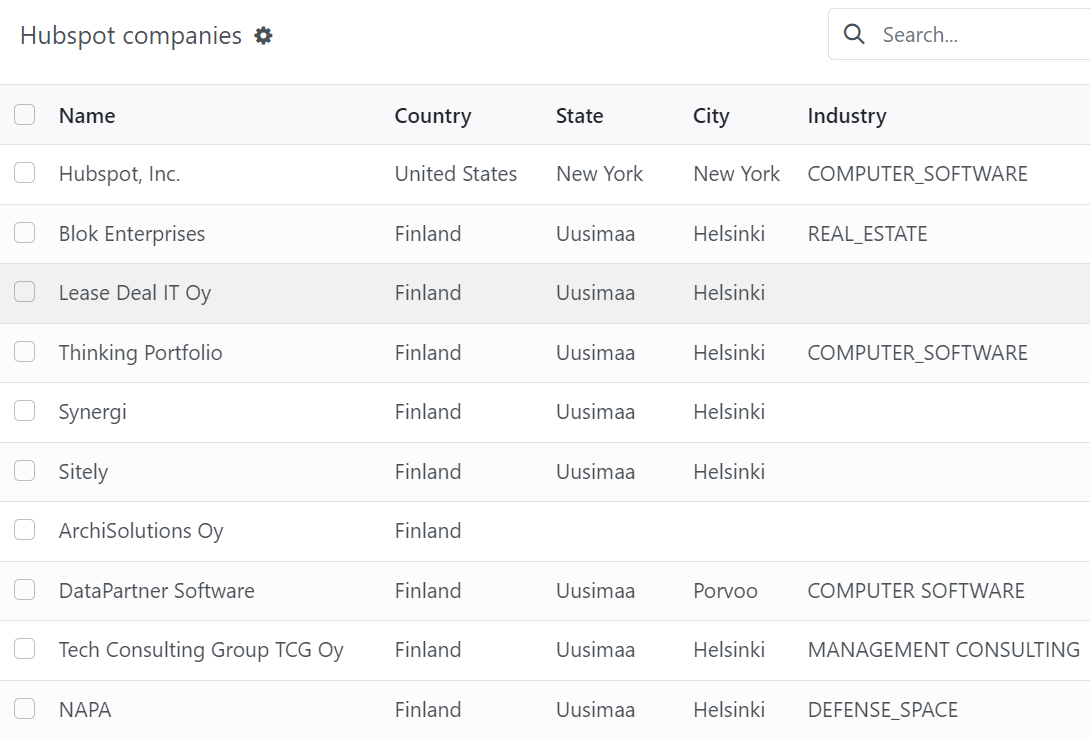 Hubspot companies
Search...
Name Country State City Industry
Hubspot, Inc. United States New York New York COMPUTER_SOFTWARE
Blok Enterprises Finland Uusimaa Helsinki REAL_ESTATE
Lease Deal IT Oy Finland Uusimaa Helsinki
Thinking Portfolio Finland Uusimaa Helsinki COMPUTER_SOFTWARE
Synergi Finland Uusimaa Helsinki
Sitely Finland Uusimaa Helsinki
ArchiSolutions Oy Finland
DataPartner Software Finland Uusimaa Porvoo COMPUTER SOFTWARE
Tech Consulting Group TCG Oy Finland Uusimaa Helsinki MANAGEMENT CONSULTING
NAPA Finland Uusimaa Helsinki DEFENSE_SPACE